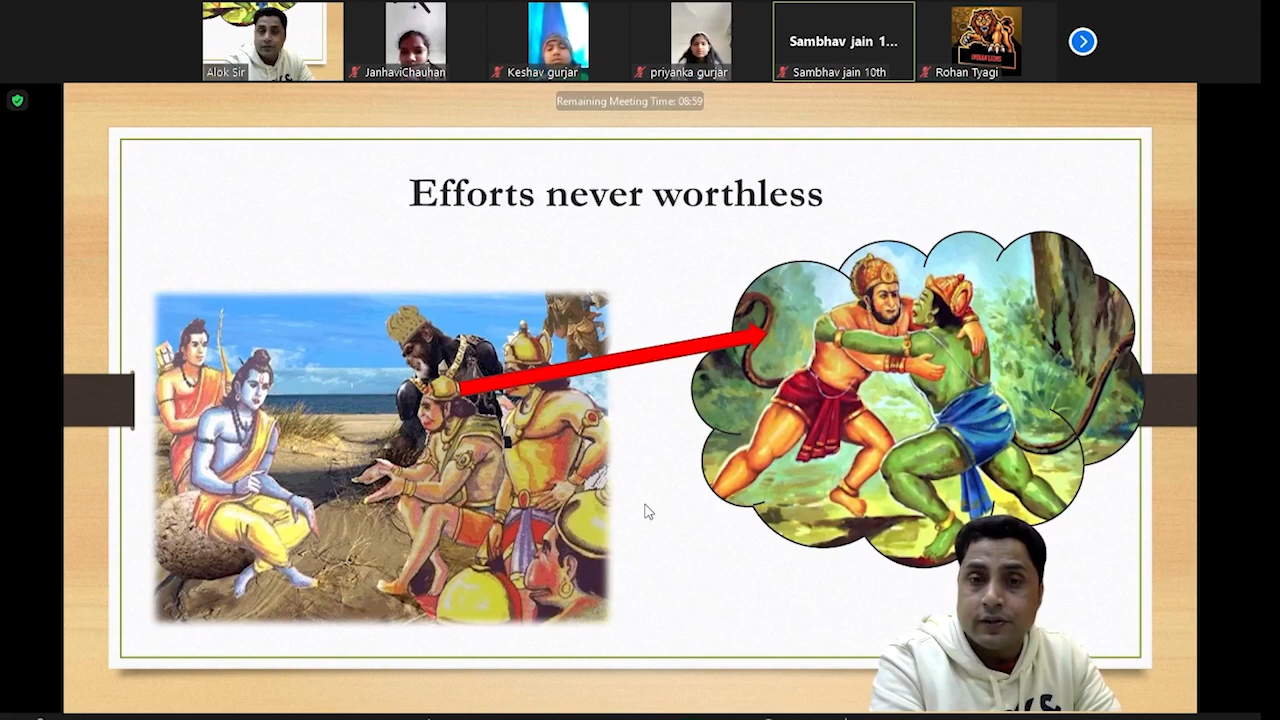 Sambhav jain 1...
Alok Sir
JanhaviChauhan
Keshav gurjar
priyanka gurjar
Sambhav jain 10th
Rohan Tyagi
Remaining Meeting Time: 08:59
Efforts never worthless